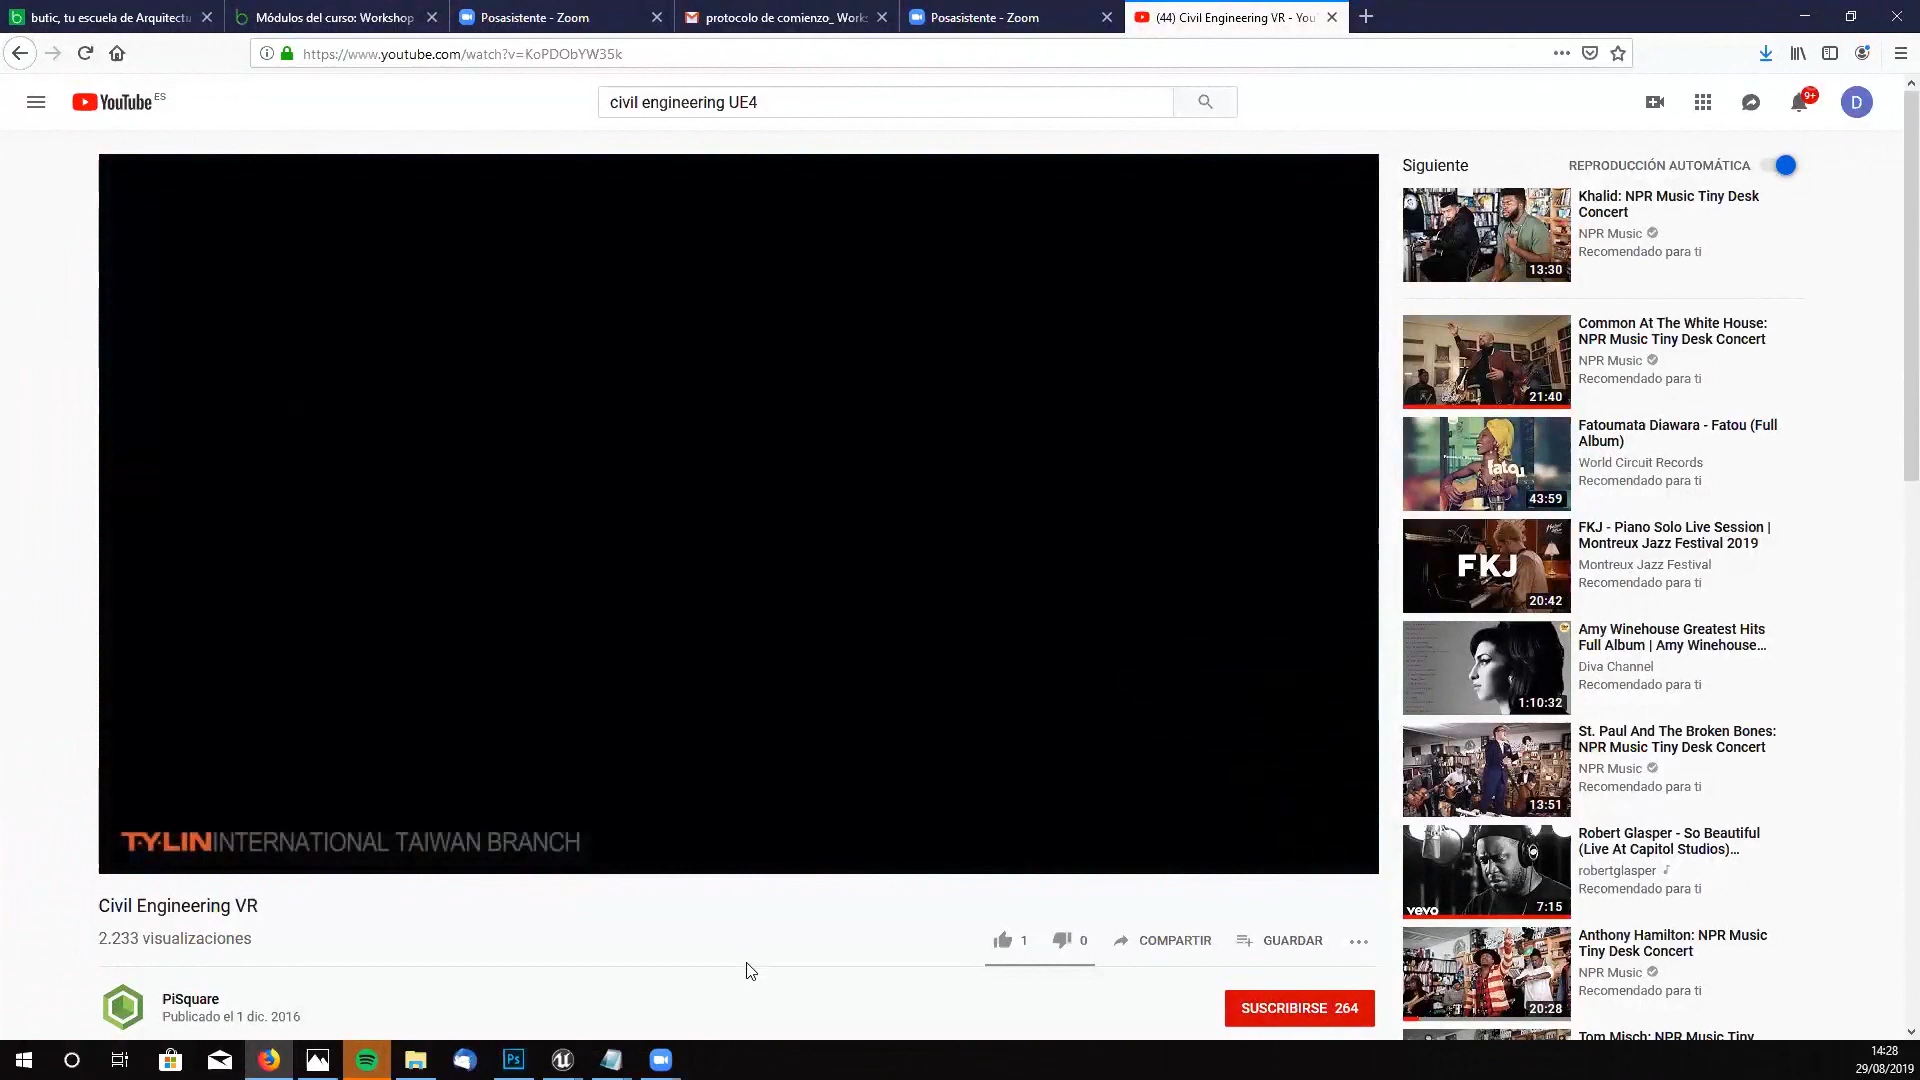 butic, tu escuela de Arquitectu
Módulos del curso: Workshop
Posasistente - Zoom
protocolo de comienzo_ Work
Posasistente - Zoom
(44) Civil Engineering VR - You
https://www.youtube.com/watch?v=KoPDObYW35k
YouTube ES
civil engineering UE4
9+
D
Siguiente
REPRODUCCIÓN AUTOMÁTICA
Khalid: NPR Music Tiny Desk
Concert
NPR Music
Recomendado para ti
13:30
Common At The White House:
NPR Music Tiny Desk Concert
NPR Music
Recomendado para ti
21:40
Fatoumata Diawara - Fatou (Full
Album)
World Circuit Records
Recomendado para ti
fatou
43:59
FKJ - Piano Solo Live Session |
Montreux Jazz Festival 2019
Montreux Jazz Festival
Recomendado para ti
FKJ
20:42
Amy Winehouse Greatest Hits
Full Album | Amy Winehouse...
Diva Channel
Recomendado para ti
1:10:32
St. Paul And The Broken Bones:
NPR Music Tiny Desk Concert
NPR Music
Recomendado para ti
13:51
Robert Glasper - So Beautiful
(Live At Capitol Studios)...
robertglasper
Recomendado para ti
vevo
7:15
Anthony Hamilton: NPR Music
Tiny Desk Concert
NPR Music
Recomendado para ti
20:28
Tom Misch: NPR Music Tiny
T·Y·LIN INTERNATIONAL TAIWAN BRANCH
Civil Engineering VR
2.233 visualizaciones
1
0
COMPARTIR
GUARDAR
PiSquare
Publicado el 1 dic. 2016
SUSCRIBIRSE 264
Ps
14:28
29/08/2019